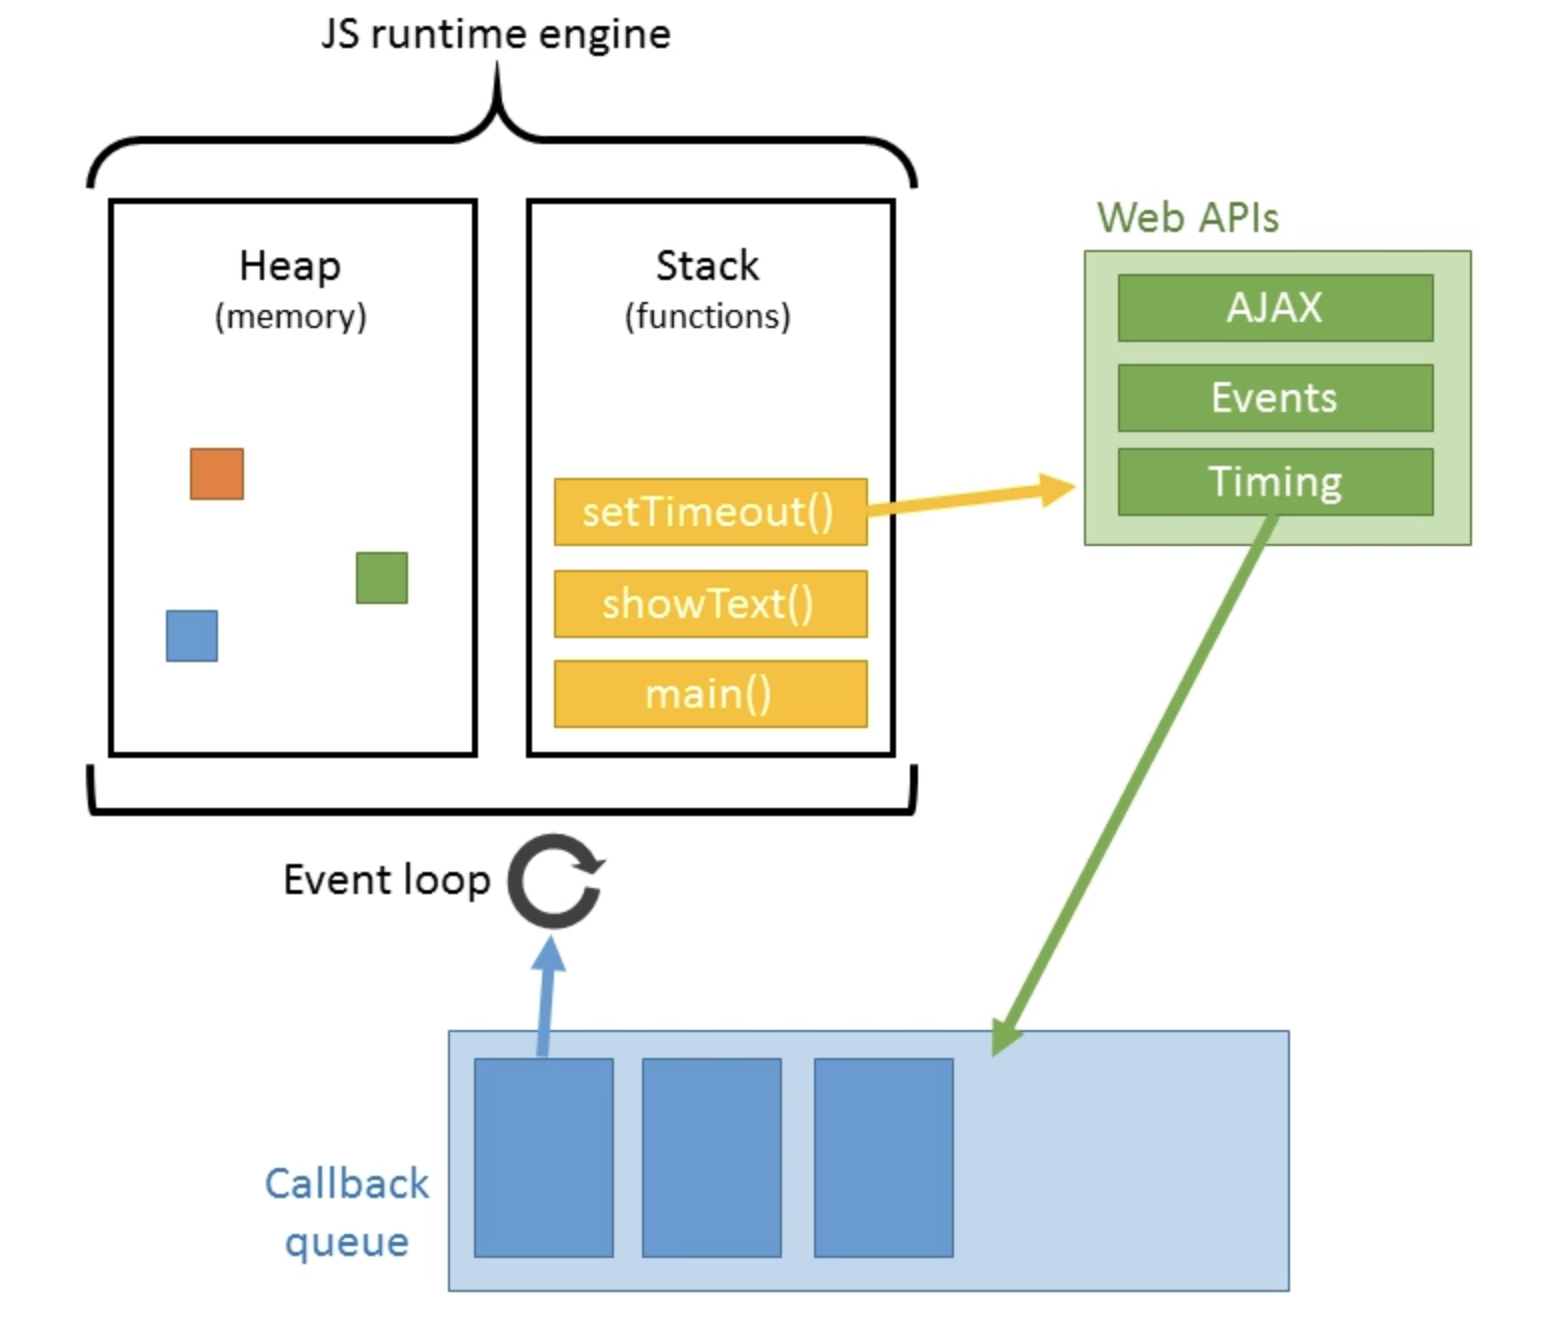 JS runtime engine
Heap
(memory)
Stack
(functions)
setTimeout()
showText()
main()
Web APIs
AJAX
Events
Timing
Event loop
Callback
queue